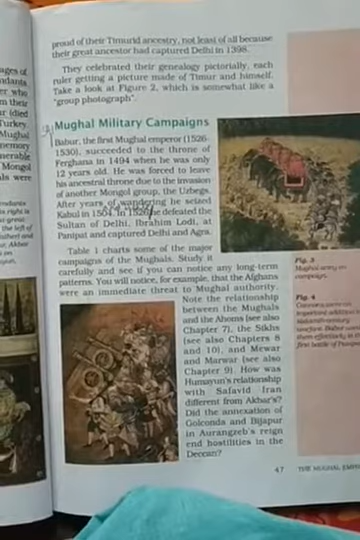 proud of their Timurid ancestry, not least of all because
their great ancestor had captured Delhi in 1398.
They celebrated their genealogy pictorially, each
ruler getting a picture made of Timur and himself.
Take a look at Figure 2, which is somewhat like a
"group photograph".
Mughal Military Campaigns
Babur, the first Mughal emperor (1526-
1530), succeeded to the throne of
Ferghana in 1494 when he was only
12 years old. He was forced to leave
his ancestral throne due to the invasion
of another Mongol group, the Uzbegs.
After years of wandering he seized
Kabul in 1504. In 1526 he defeated the
Sultan of Delhi, Ibrahim Lodi, at
Panipat and captured Delhi and Agra.
Table 1 charts some of the major
campaigns of the Mughals. Study it
carefully and see if you can notice any long-term
patterns. You will notice, for example, that the Afghans
were an immediate threat to Mughal authority.
Note the relationship
between the Mughals
and the Ahoms (see also
Chapter 7), the Sikhs
(see also Chapters 8
and 10), and Mewar
and Marwar (see also
Chapter 9). How was
Humayun's relationship
with Safavid Iran
different from Akbar's?
Did the annexation of
Golconda and Bijapur
in Aurangzeb's reign
end hostilities in the
Deccan?
Fig. 3
Mughal army on
campaign.
Fig. 4
47
THE MUGHAL